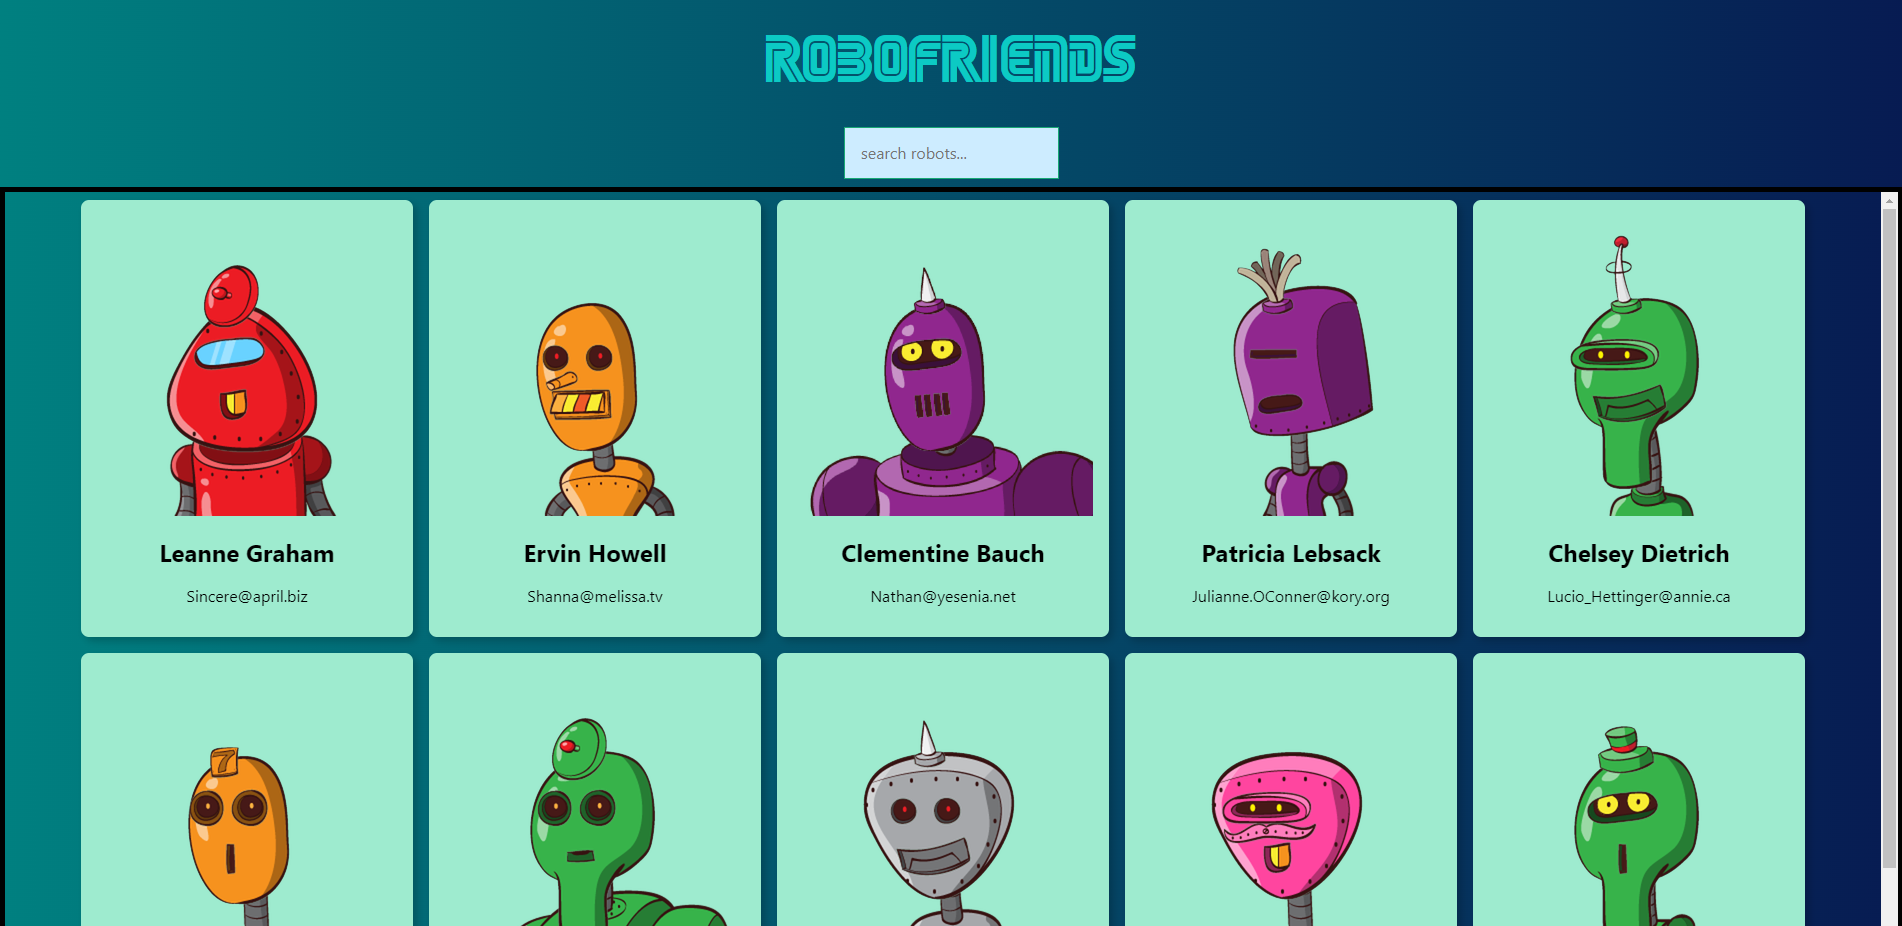 ROBOFRIENDS
search robots...
Leanne Graham
Sincere@april.biz
Ervin Howell
Shanna@melissa.tv
Clementine Bauch
Nathan@yesenia.net
Patricia Lebsack
Julianne.OConner@kory.org
Chelsey Dietrich
Lucio_Hettinger@annie.ca
7